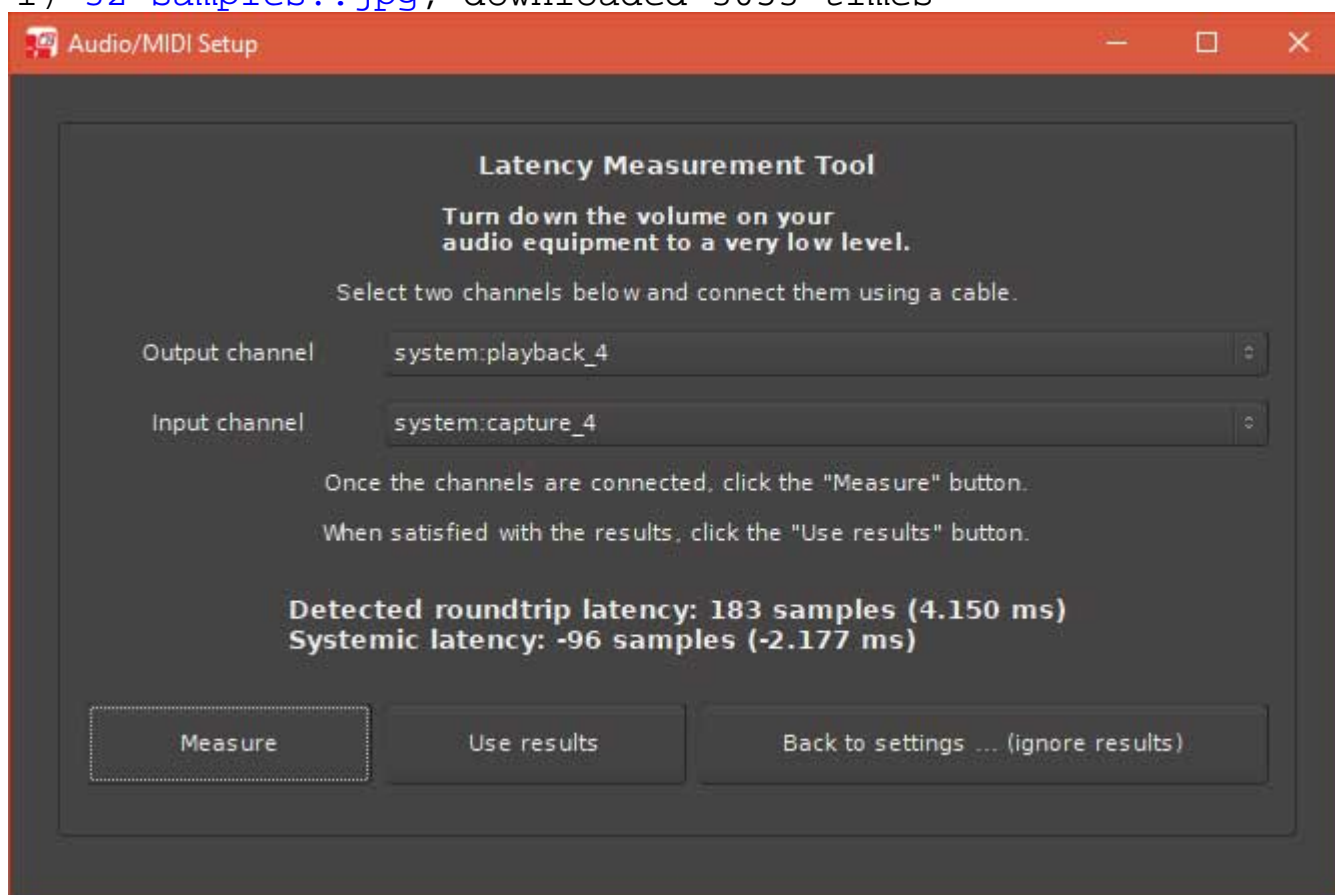 Audio/MIDI Setup
Latency Measurement Tool
Turn down the volume on your
audio equipment to a very low level.
Select two channels below and connect them using a cable.
Output channel system:playback_4
Input channel system:capture_4
Once the channels are connected, click the "Measure" button.
When satisfied with the results, click the "Use results" button.
Detected roundtrip latency: 183 samples (4.150 ms)
Systemic latency: -96 samples (-2.177 ms)
Measure Use results Back to settings ... (ignore results)